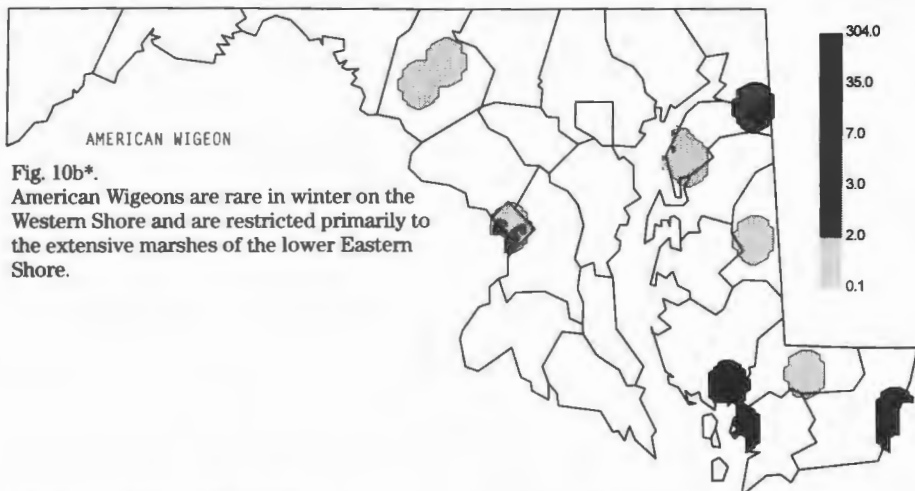 304.0
35.0
7.0
3.0
2.0
0.1
AMERICAN WIGEON
Fig. 10b*.
American Wigeons are rare in winter on the
Western Shore and are restricted primarily to
the extensive marshes of the lower Eastern
Shore.